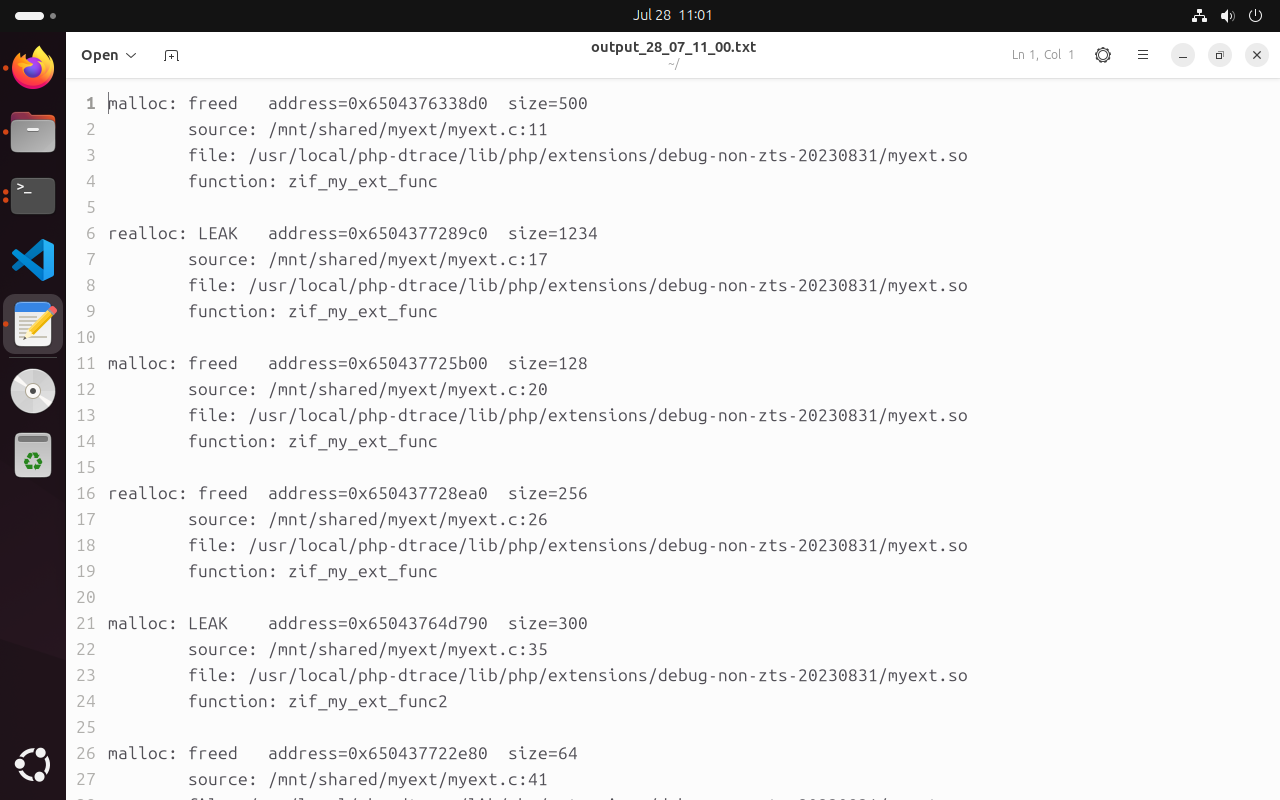 Jul 28 11:01
Open
output_28_07_11_00.txt
~/
Ln 1, Col 1
1 malloc: freed   address=0x6504376338d0  size=500
2         source: /mnt/shared/myext/myext.c:11
3         file: /usr/local/php-dtrace/lib/php/extensions/debug-non-zts-20230831/myext.so
4         function: zif_my_ext_func
5
6 realloc: LEAK   address=0x6504377289c0  size=1234
7         source: /mnt/shared/myext/myext.c:17
8         file: /usr/local/php-dtrace/lib/php/extensions/debug-non-zts-20230831/myext.so
9         function: zif_my_ext_func
10
11 malloc: freed   address=0x650437725b00  size=128
12         source: /mnt/shared/myext/myext.c:20
13         file: /usr/local/php-dtrace/lib/php/extensions/debug-non-zts-20230831/myext.so
14         function: zif_my_ext_func
15
16 realloc: freed  address=0x650437728ea0  size=256
17         source: /mnt/shared/myext/myext.c:26
18         file: /usr/local/php-dtrace/lib/php/extensions/debug-non-zts-20230831/myext.so
19         function: zif_my_ext_func
20
21 malloc: LEAK    address=0x65043764d790  size=300
22         source: /mnt/shared/myext/myext.c:35
23         file: /usr/local/php-dtrace/lib/php/extensions/debug-non-zts-20230831/myext.so
24         function: zif_my_ext_func2
25
26 malloc: freed   address=0x650437722e80  size=64
27         source: /mnt/shared/myext/myext.c:41